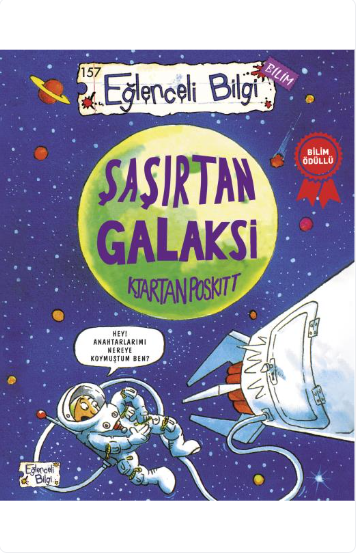 157
Eğlenceli Bilgi
BİLİM
BİLİM
ÖDÜLLÜ
ŞAŞIRTAN
GALAKSİ
KJARTAN POSKITT
HEY!
ANAHTARLARIMI
NEREYE
KOYMUŞTUM BEN?
Eğlenceli
Bilgi